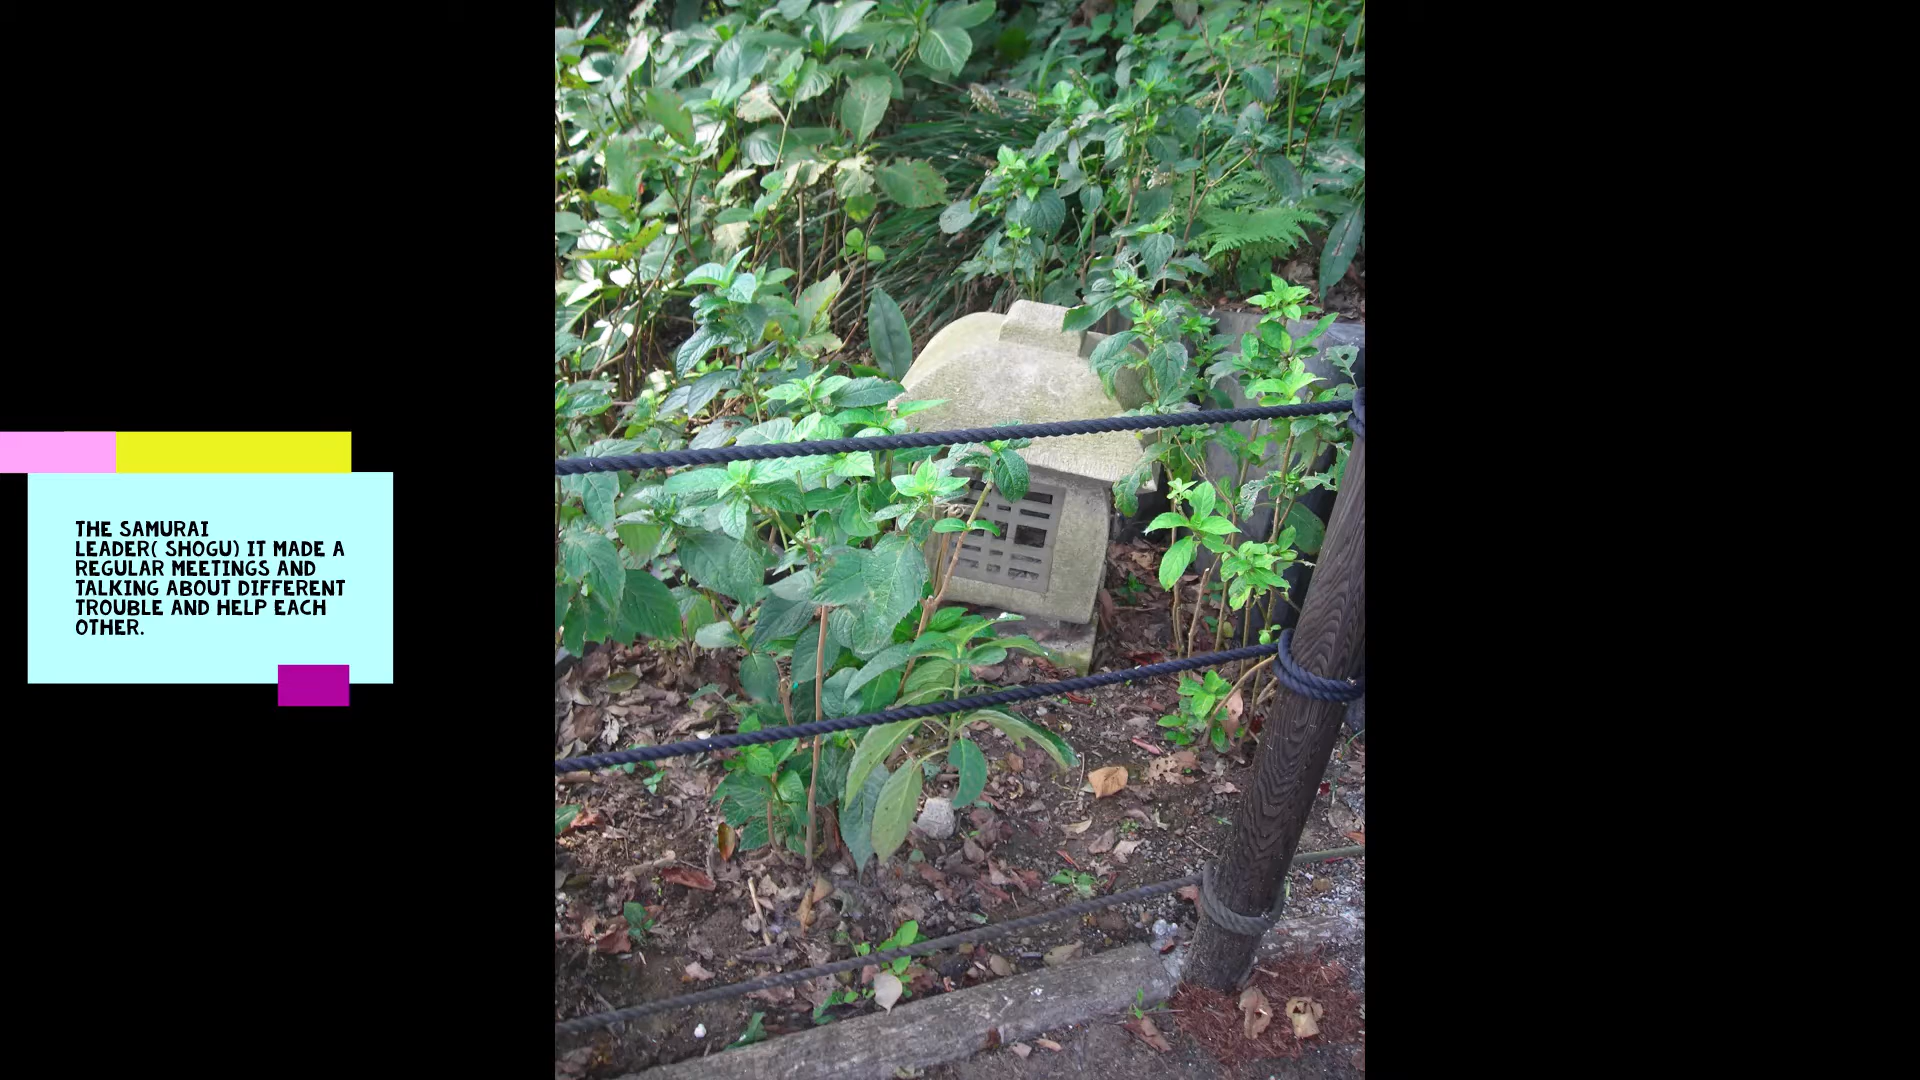 THE SAMURAI
LEADER( SHOGU) IT MADE A
REGULAR MEETINGS AND
TALKING ABOUT DIFFERENT
TROUBLE AND HELP EACH
OTHER.